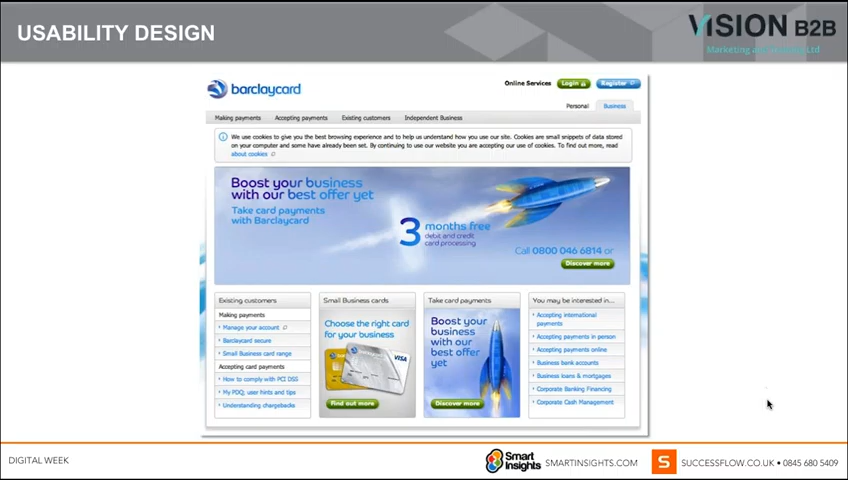 USABILITY DESIGN
VISION B2B
Marketing and Ltd
barclaycard
Online Services
Login
Register
Personal
Business
Making payments
Accepting payments
Existing customers
Independent Business
We use cookies to give you the best browsing experience and to help us understand how you use our site. Cookies are small snippets of data stored
on your computer and some have already been set. By continuing to use our website you are accepting our use of cookies. To find out more, read
about cookies
Boost your business
with our best offer yet
Take card payments
with Barclaycard
3 months free
debit and credit
card processing
Call 0800 046 6814 or
Discover more
Existing customers
Making payments
Manage your account
Barclaycard secure
Small Business card range
Accepting card payments
How to comply with PCI DSS
My PDQ: user hints and tips
Understanding chargebacks
Small Business cards
Choose the right card
for your business
VISA
Find out more
Take card payments
Boost your
business
with our
best offer
yet
Discover more
You may be interested in...
Accepting international
payments
Accepting payments in person
Accepting payments online
Business bank accounts
Business loans & mortgages
Corporate Banking Financing
Corporate Cash Management
DIGITAL WEEK
Smart
Insights
SMARTINSIGHTS.COM
S
SUCCESSFLOW.CO.UK • 0845 680 5409